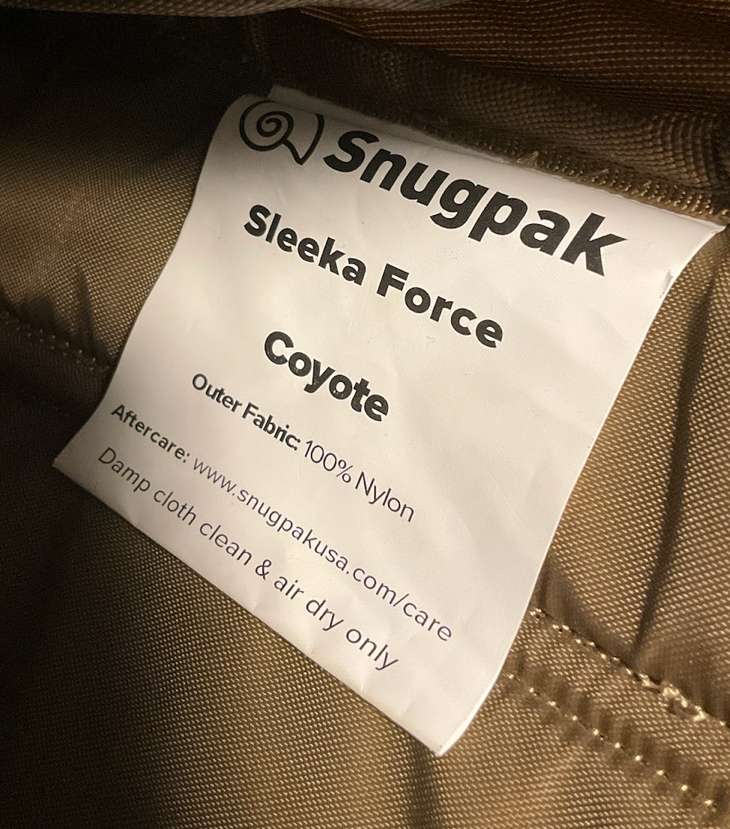 Snugpak
Sleeka Force
Coyote
Outer Fabric: 100% Nylon
Aftercare: www.snugpakusa.com/care
Damp cloth clean & air dry only